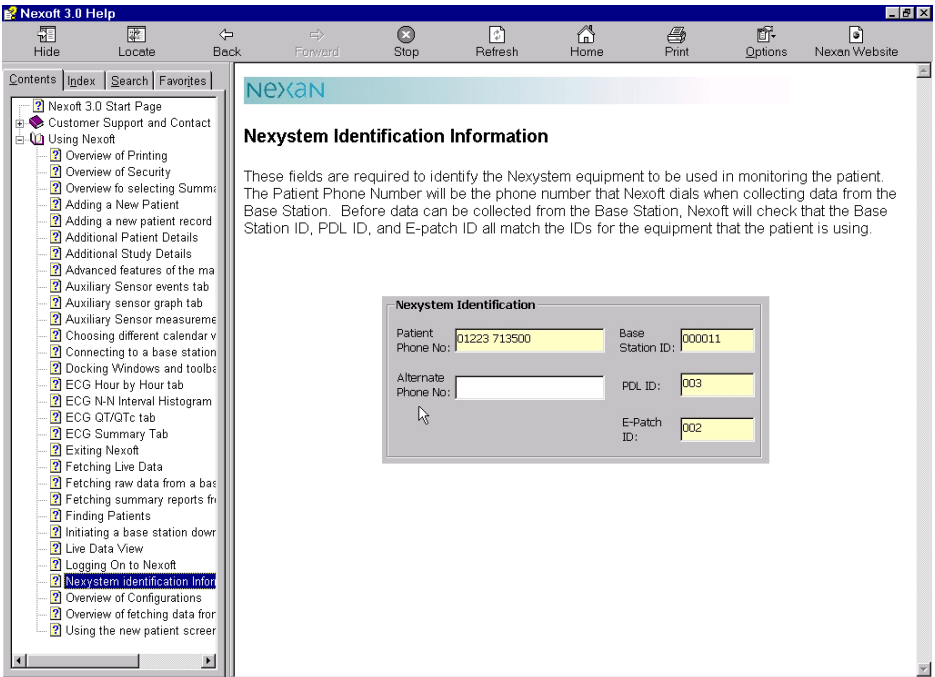 Nexoft 3.0 Help
Hide Locate Back Forward Stop Refresh Home Print Options Nexan Website
Contents Index Search Favorites
Nexoft 3.0 Start Page
Customer Support and Contact
Using Nexoft
Overview of Printing
Overview of Security
Overview fo selecting Summa
Adding a New Patient
Adding a new patient record
Additional Patient Details
Additional Study Details
Advanced features of the ma
Auxiliary Sensor events tab
Auxiliary sensor graph tab
Auxiliary Sensor measureme
Choosing different calendar v
Connecting to a base station
Docking Windows and toolba
ECG Hour by Hour tab
ECG N-N Interval Histogram
ECG QT/QTc tab
ECG Summary Tab
Exiting Nexoft
Fetching Live Data
Fetching raw data from a bas
Fetching summary reports fro
Finding Patients
Initiating a base station down
Live Data View
Logging On to Nexoft
Nexystem identification Inform
Overview of Configurations
Overview of fetching data from
Using the new patient screen
Nexan
Nexystem Identification Information
These fields are required to identify the Nexystem equipment to be used in monitoring the patient.
The Patient Phone Number will be the phone number that Nexoft dials when collecting data from the
Base Station.  Before data can be collected from the Base Station, Nexoft will check that the Base
Station ID, PDL ID, and E-patch ID all match the IDs for the equipment that the patient is using.
Nexystem Identification
Patient
Phone No: 01223 713500
Base
Station ID: 000011
Alternate
Phone No:
PDL ID: 003
E-Patch
ID: 002